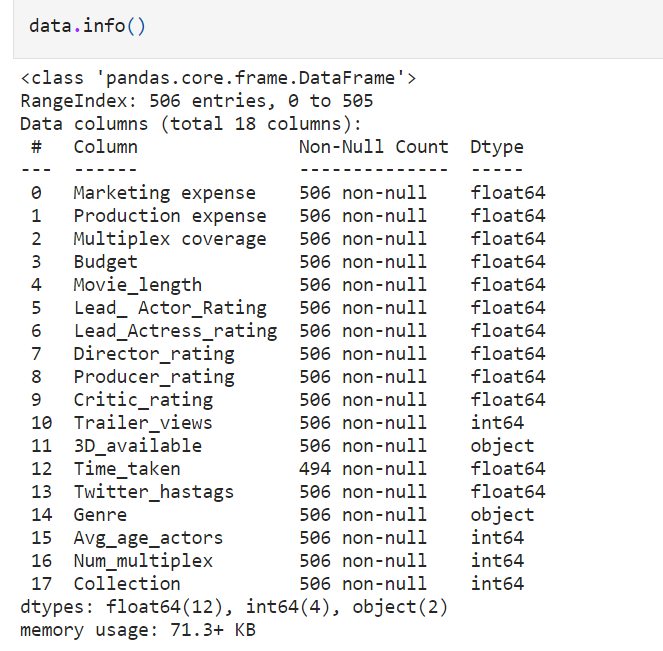 data.info()
<class 'pandas.core.frame.DataFrame'>
RangeIndex: 506 entries, 0 to 505
Data columns (total 18 columns):
 #   Column               Non-Null Count  Dtype
---  ------               --------------  -----
 0   Marketing expense    506 non-null    float64
 1   Production expense   506 non-null    float64
 2   Multiplex coverage   506 non-null    float64
 3   Budget               506 non-null    float64
 4   Movie_length         506 non-null    float64
 5   Lead_ Actor_Rating   506 non-null    float64
 6   Lead_Actress_rating  506 non-null    float64
 7   Director_rating      506 non-null    float64
 8   Producer_rating      506 non-null    float64
 9   Critic_rating        506 non-null    float64
 10  Trailer_views        506 non-null    int64
 11  3D_available         506 non-null    object
 12  Time_taken           494 non-null    float64
 13  Twitter_hastags      506 non-null    float64
 14  Genre                506 non-null    object
 15  Avg_age_actors       506 non-null    int64
 16  Num_multiplex        506 non-null    int64
 17  Collection           506 non-null    int64
dtypes: float64(12), int64(4), object(2)
memory usage: 71.3+ KB